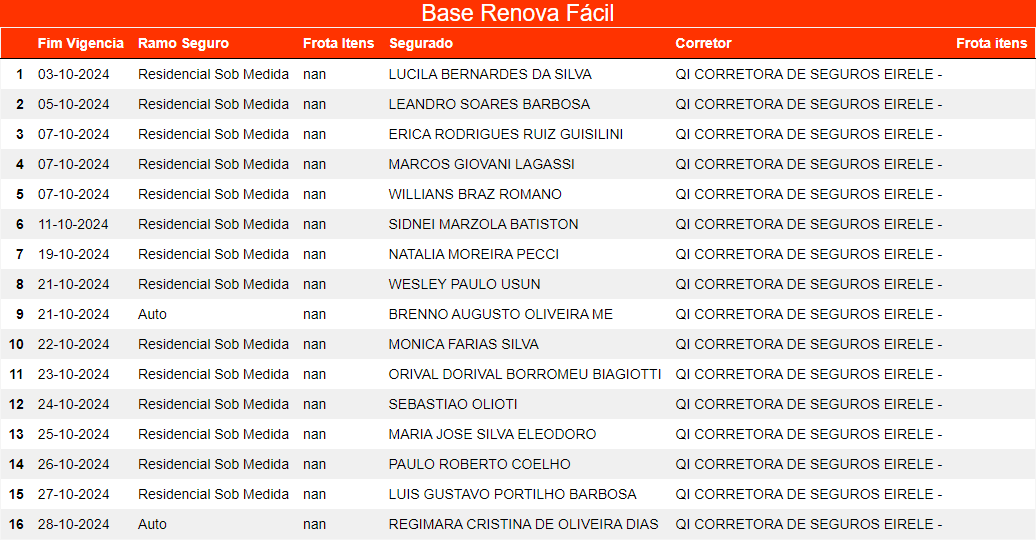 Base Renova Fácil
Fim Vigencia Ramo Seguro Frota Itens Segurado Corretor Frota itens
1 03-10-2024 Residencial Sob Medida nan LUCILA BERNARDES DA SILVA QI CORRETORA DE SEGUROS EIRELE -
2 05-10-2024 Residencial Sob Medida nan LEANDRO SOARES BARBOSA QI CORRETORA DE SEGUROS EIRELE -
3 07-10-2024 Residencial Sob Medida nan ERICA RODRIGUES RUIZ GUISILINI QI CORRETORA DE SEGUROS EIRELE -
4 07-10-2024 Residencial Sob Medida nan MARCOS GIOVANI LAGASSI QI CORRETORA DE SEGUROS EIRELE -
5 07-10-2024 Residencial Sob Medida nan WILLIANS BRAZ ROMANO QI CORRETORA DE SEGUROS EIRELE -
6 11-10-2024 Residencial Sob Medida nan SIDNEI MARZOLA BATISTON QI CORRETORA DE SEGUROS EIRELE -
7 19-10-2024 Residencial Sob Medida nan NATALIA MOREIRA PECCI QI CORRETORA DE SEGUROS EIRELE -
8 21-10-2024 Residencial Sob Medida nan WESLEY PAULO USUN QI CORRETORA DE SEGUROS EIRELE -
9 21-10-2024 Auto nan BRENNO AUGUSTO OLIVEIRA ME QI CORRETORA DE SEGUROS EIRELE -
10 22-10-2024 Residencial Sob Medida nan MONICA FARIAS SILVA QI CORRETORA DE SEGUROS EIRELE -
11 23-10-2024 Residencial Sob Medida nan ORIVAL DORIVAL BORROMEU BIAGIOTTI QI CORRETORA DE SEGUROS EIRELE -
12 24-10-2024 Residencial Sob Medida nan SEBASTIAO OLIOTI QI CORRETORA DE SEGUROS EIRELE -
13 25-10-2024 Residencial Sob Medida nan MARIA JOSE SILVA ELEODORO QI CORRETORA DE SEGUROS EIRELE -
14 26-10-2024 Residencial Sob Medida nan PAULO ROBERTO COELHO QI CORRETORA DE SEGUROS EIRELE -
15 27-10-2024 Residencial Sob Medida nan LUIS GUSTAVO PORTILHO BARBOSA QI CORRETORA DE SEGUROS EIRELE -
16 28-10-2024 Auto nan REGIMARA CRISTINA DE OLIVEIRA DIAS QI CORRETORA DE SEGUROS EIRELE -